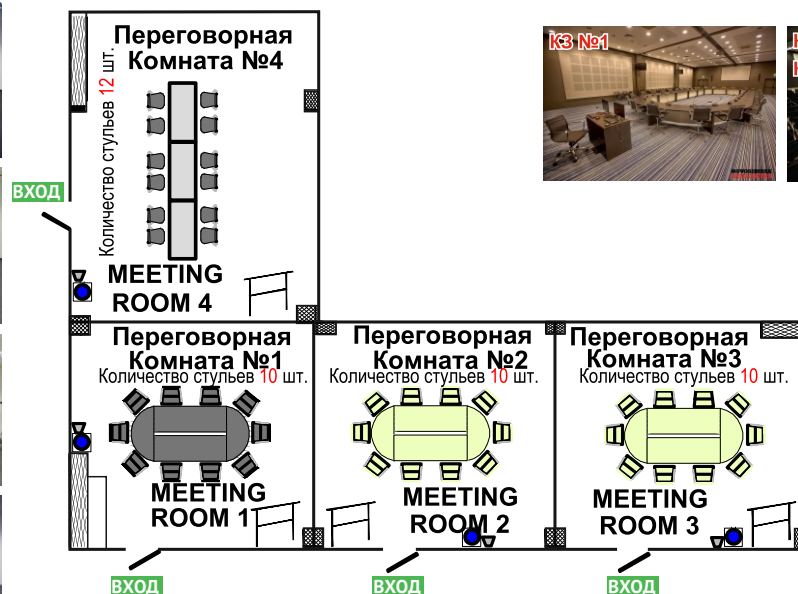 Переговорная
Комната №4
Количество стульев 12 шт.
ВХОД
MEETING
ROOM 4
КЗ №1
Переговорная
Комната №1
Количество стульев 10 шт.
MEETING
ROOM 1
ВХОД
Переговорная
Комната №2
Количество стульев 10 шт.
MEETING
ROOM 2
ВХОД
Переговорная
Комната №3
Количество стульев 10 шт.
MEETING
ROOM 3
ВХОД